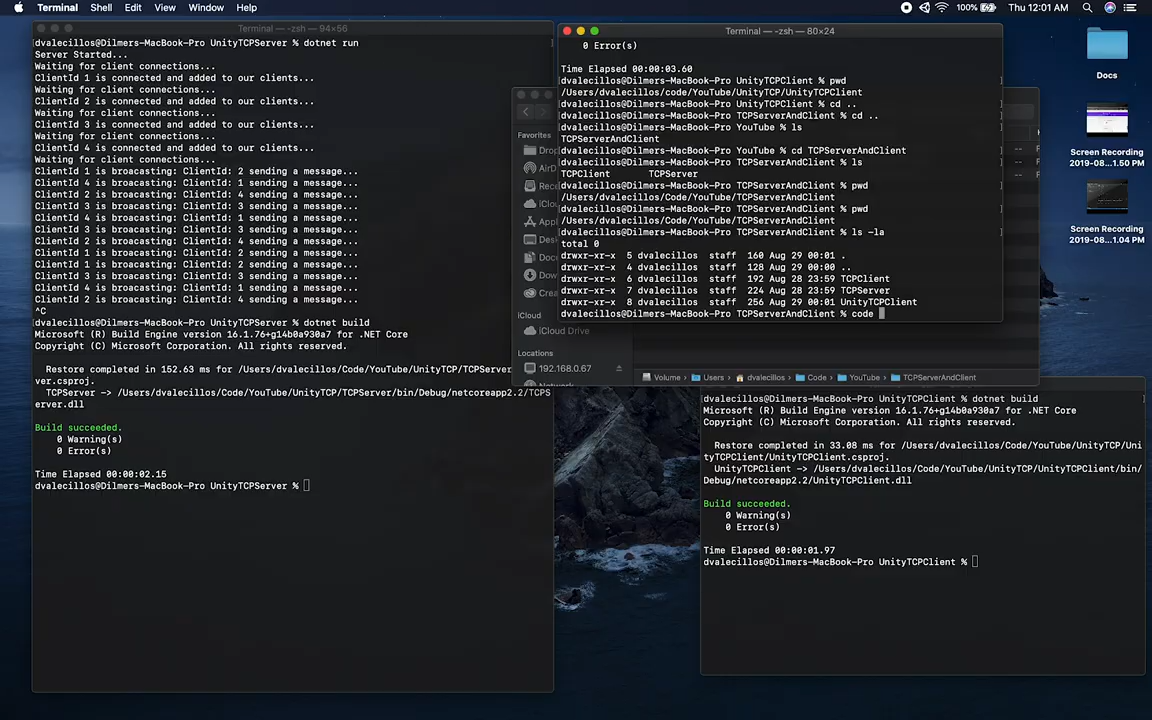 Terminal Shell Edit View Window Help
100% Thu 12:01 AM
Terminal — -zsh — 94×56
dvalecillos@Dilmers-MacBook-Pro UnityTCPServer % dotnet run
Server Started...
Waiting for client connections...
ClientId 1 is connected and added to our clients...
Waiting for client connections...
ClientId 2 is connected and added to our clients...
Waiting for client connections...
ClientId 3 is connected and added to our clients...
Waiting for client connections...
ClientId 4 is connected and added to our clients...
Waiting for client connections...
ClientId 1 is broacasting: ClientId: 2 sending a message...
ClientId 4 is broacasting: ClientId: 1 sending a message...
ClientId 2 is broacasting: ClientId: 4 sending a message...
ClientId 3 is broacasting: ClientId: 3 sending a message...
ClientId 4 is broacasting: ClientId: 1 sending a message...
ClientId 3 is broacasting: ClientId: 3 sending a message...
ClientId 2 is broacasting: ClientId: 4 sending a message...
ClientId 1 is broacasting: ClientId: 2 sending a message...
ClientId 1 is broacasting: ClientId: 2 sending a message...
ClientId 3 is broacasting: ClientId: 3 sending a message...
ClientId 4 is broacasting: ClientId: 1 sending a message...
ClientId 2 is broacasting: ClientId: 4 sending a message...
^C
dvalecillos@Dilmers-MacBook-Pro UnityTCPServer % dotnet build
Microsoft (R) Build Engine version 16.1.76+g14b0a930a7 for .NET Core
Copyright (C) Microsoft Corporation. All rights reserved.
Restore completed in 152.63 ms for /Users/dvalecillos/Code/YouTube/UnityTCP/TCPServer
ver.csproj.
TCPServer -> /Users/dvalecillos/Code/YouTube/UnityTCP/TCPServer/bin/Debug/netcoreapp2.2/TCPS
erver.dll
Build succeeded.
0 Warning(s)
0 Error(s)
Time Elapsed 00:00:02.15
dvalecillos@Dilmers-MacBook-Pro UnityTCPServer %
Terminal — -zsh — 80×24
0 Error(s)
Time Elapsed 00:00:03.60
dvalecillos@Dilmers-MacBook-Pro UnityTCPClient % pwd
/Users/dvalecillos/code/YouTube/UnityTCP/UnityTCPClient
dvalecillos@Dilmers-MacBook-Pro UnityTCPClient % cd ..
dvalecillos@Dilmers-MacBook-Pro TCPServerAndClient % cd ..
dvalecillos@Dilmers-MacBook-Pro YouTube % ls
TCPServerAndClient
dvalecillos@Dilmers-MacBook-Pro YouTube % cd TCPServerAndClient
dvalecillos@Dilmers-MacBook-Pro TCPServerAndClient % ls
TCPClient TCPServer
dvalecillos@Dilmers-MacBook-Pro TCPServerAndClient % pwd
/Users/dvalecillos/code/YouTube/TCPServerAndClient
dvalecillos@Dilmers-MacBook-Pro TCPServerAndClient % pwd
/Users/dvalecillos/code/YouTube/TCPServerAndClient
dvalecillos@Dilmers-MacBook-Pro TCPServerAndClient % ls -la
total 0
drwxr-xr-x 5 dvalecillos staff 160 Aug 29 00:01 .
drwxr-xr-x 4 dvalecillos staff 128 Aug 29 00:00 ..
drwxr-xr-x 6 dvalecillos staff 192 Aug 28 23:59 TCPClient
drwxr-xr-x 7 dvalecillos staff 224 Aug 28 23:59 TCPServer
drwxr-xr-x 8 dvalecillos staff 256 Aug 29 00:01 UnityTCPClient
dvalecillos@Dilmers-MacBook-Pro TCPServerAndClient % code
Favorites
Drop
AirD
Rece
iClou
Appl
Desk
Docu
Dow
Crea
iCloud
iCloud Drive
Locations
192.168.0.67
Volume › Users › dvalecillos › Code › YouTube › TCPServerAndClient
dvalecillos@Dilmers-MacBook-Pro UnityTCPClient % dotnet build
Microsoft (R) Build Engine version 16.1.76+g14b0a930a7 for .NET Core
Copyright (C) Microsoft Corporation. All rights reserved.
Restore completed in 33.08 ms for /Users/dvalecillos/Code/YouTube/UnityTCP/Uni
tyTCPClient/UnityTCPClient.csproj.
UnityTCPClient -> /Users/dvalecillos/Code/YouTube/UnityTCP/UnityTCPClient/bin/
Debug/netcoreapp2.2/UnityTCPClient.dll
Build succeeded.
0 Warning(s)
0 Error(s)
Time Elapsed 00:00:01.97
dvalecillos@Dilmers-MacBook-Pro UnityTCPClient %
Docs
Screen Recording
2019-08...1.50 PM
Screen Recording
2019-08...1.04 PM